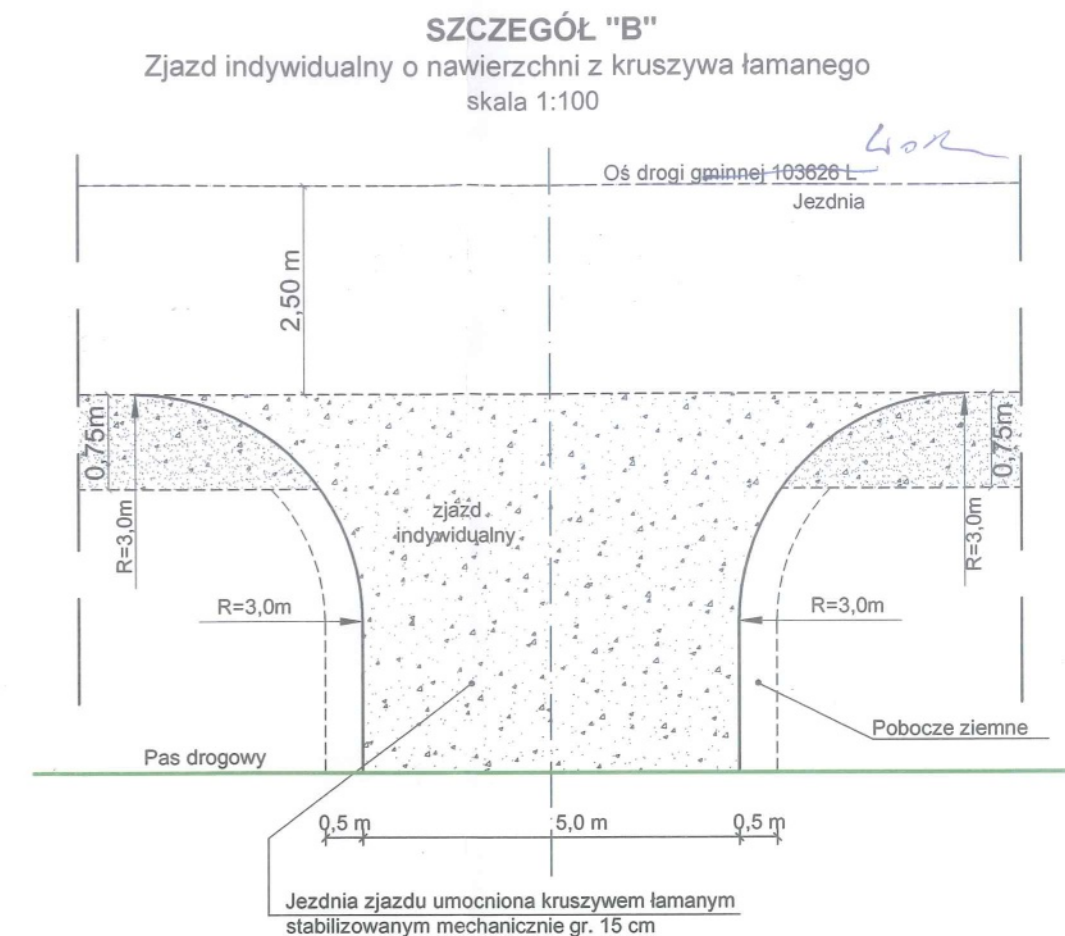 SZCZEGÓŁ "B"
Zjazd indywidualny o nawierzchni z kruszywa łamanego
skala 1:100
Oś drogi gminnej 103626 L
Jezdnia
2,50 m
0,75m
0,75m
R=3,0m
R=3,0m
zjazd
indywidualny
R=3,0m
R=3,0m
Pobocze ziemne
Pas drogowy
0,5 m
5,0 m
0,5 m
Jezdnia zjazdu umocniona kruszywem łamanym
stabilizowanym mechanicznie gr. 15 cm